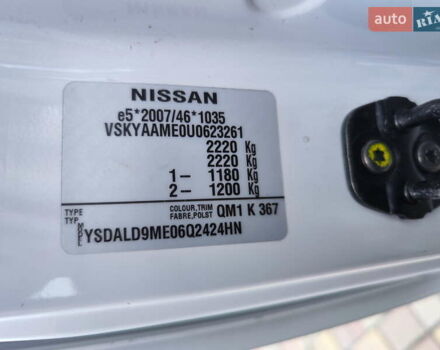 auto RIA
NISSAN
e5*2007/46*1035
VSKYAAME0U0623261
2220 Kg
2220 Kg
1— 1180 Kg
2— 1200 Kg
TYPE
TYP
COLOUR,TRIM
FABRE,POLST
QM1 K 367
MODEL
YSDALD9ME06Q2424HN